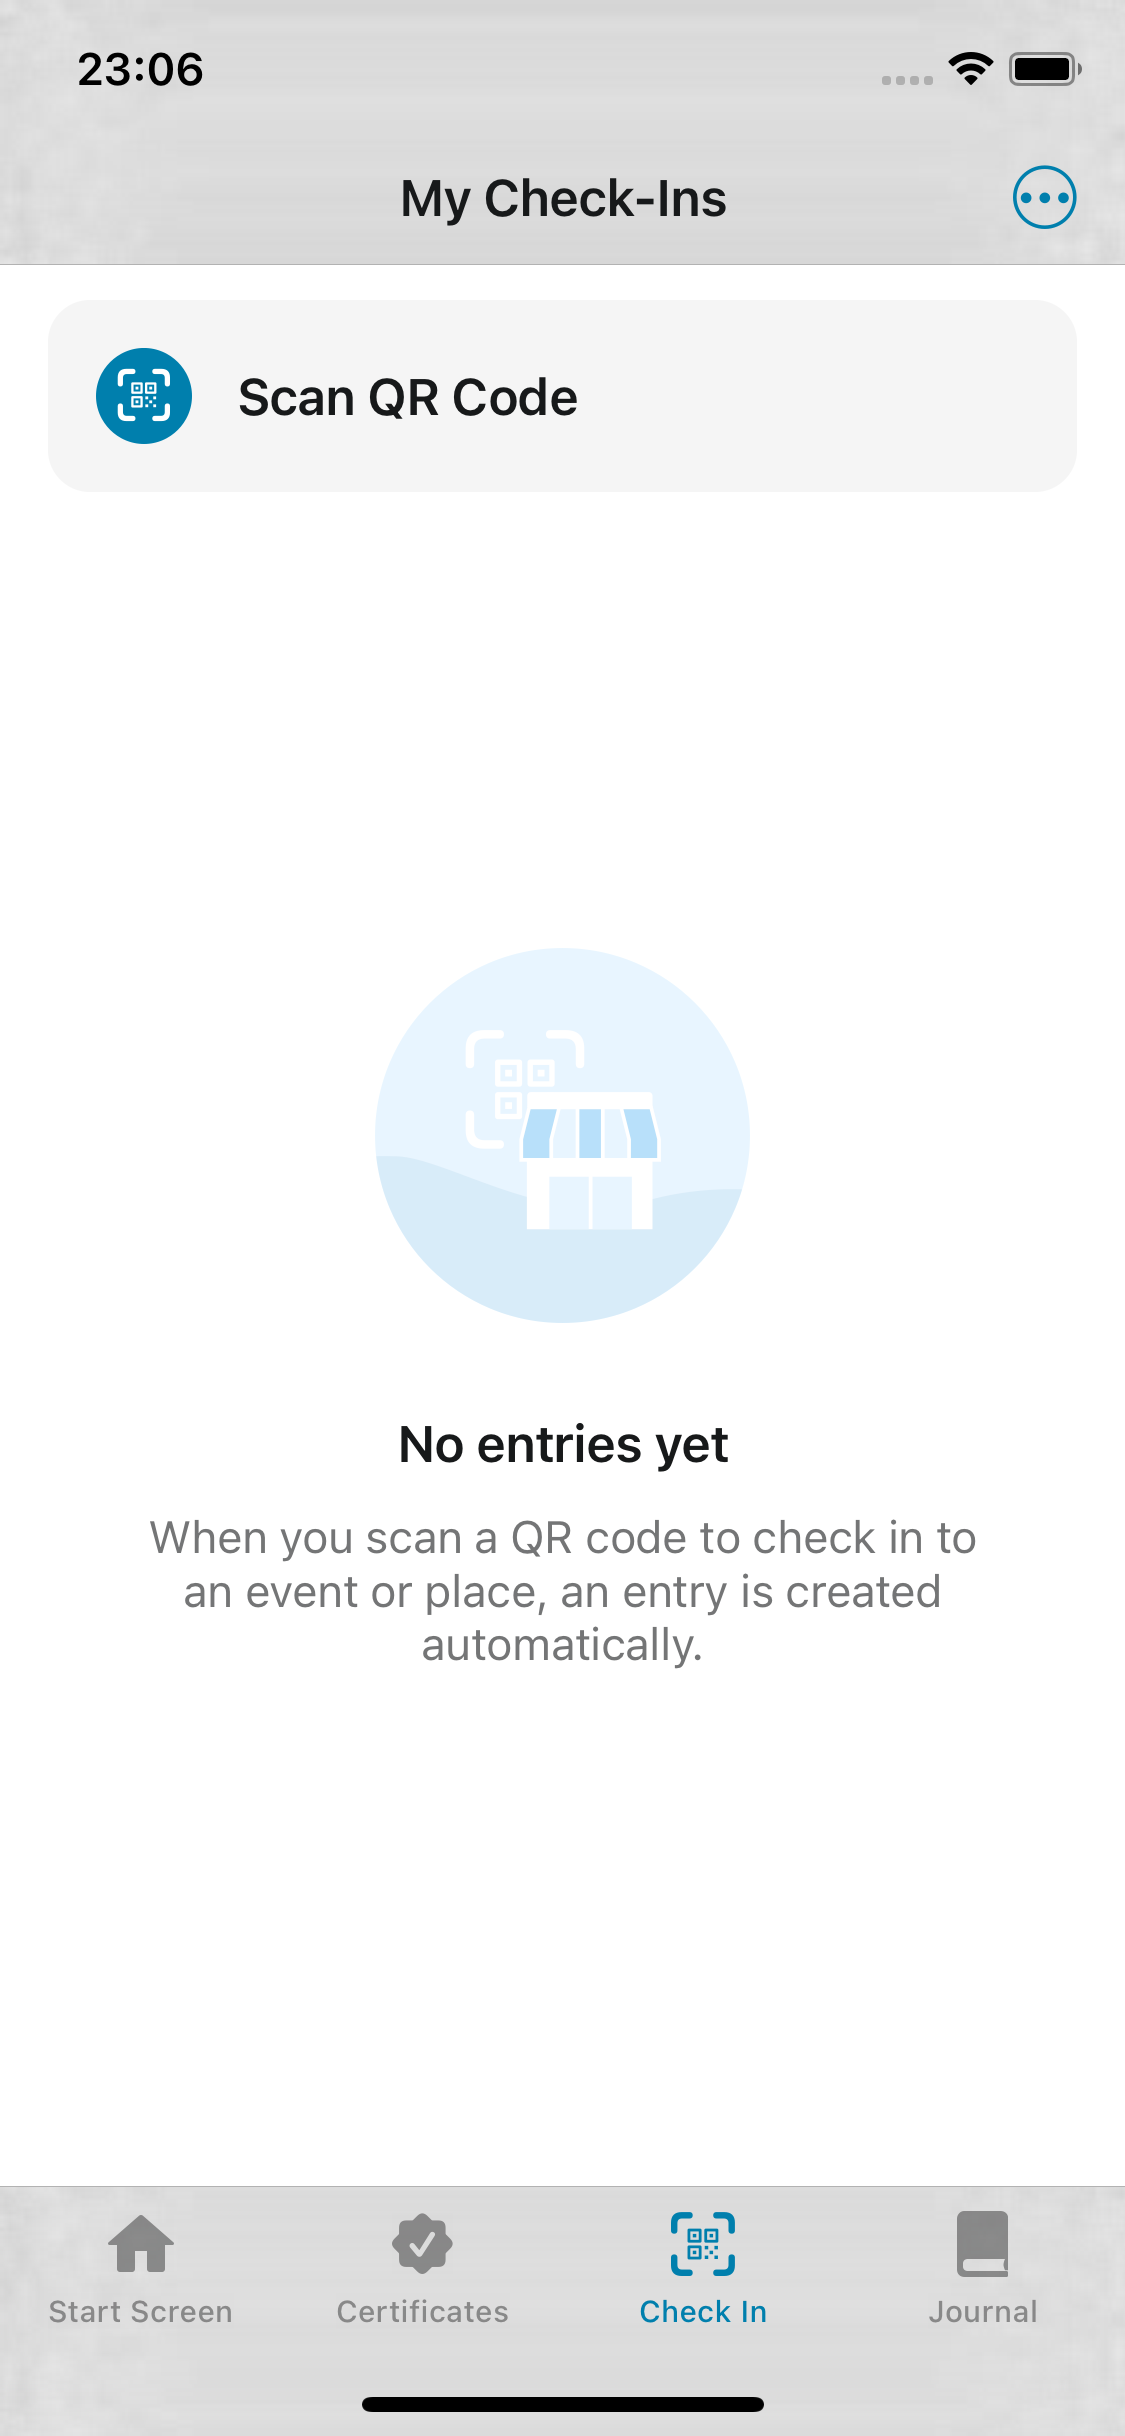 23:06
My Check-Ins
Scan QR Code
No entries yet
When you scan a QR code to check in to
an event or place, an entry is created
automatically.
Start Screen
Certificates
Check In
Journal